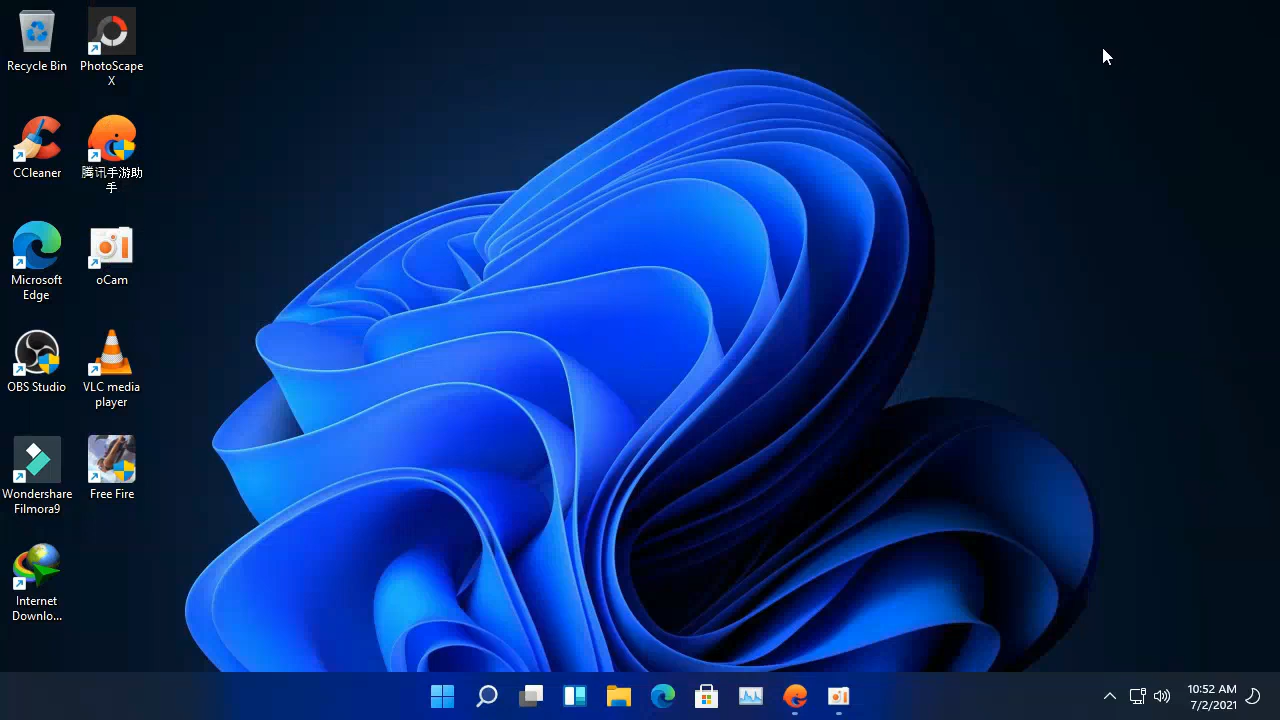 Recycle Bin
PhotoScape
X
CCleaner
腾讯手游助
手
Microsoft
Edge
oCam
OBS Studio
VLC media
player
Wondershare
Filmora9
Free Fire
Internet
Downlo...
10:52 AM
7/2/2021